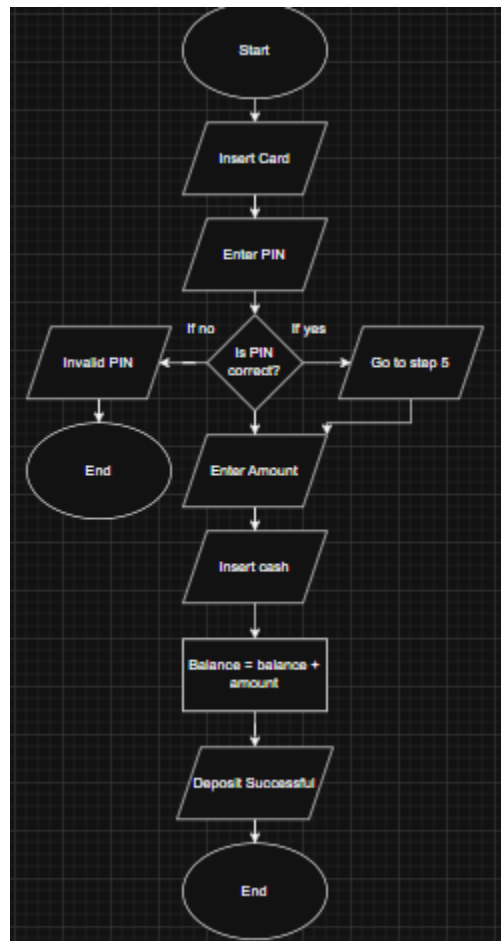 Start
Insert Card
Enter PIN
If no
If yes
Invalid PIN
Is PIN
correct?
Go to step 5
End
Enter Amount
Insert cash
Balance = balance +
amount
Deposit Successful
End